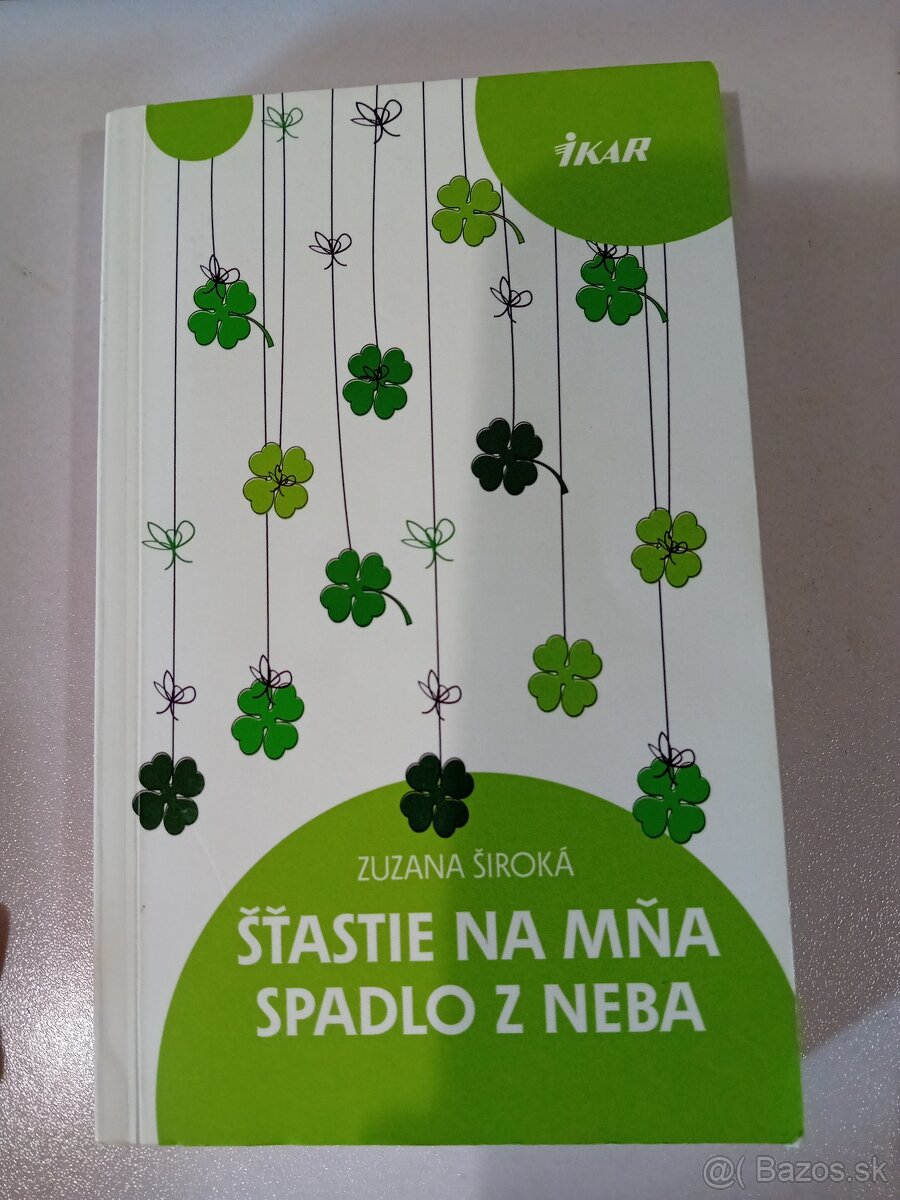 iKAR
ZUZANA ŠIROKÁ
ŠŤASTIE NA MŇA
SPADLO Z NEBA
@( Bazos.sk